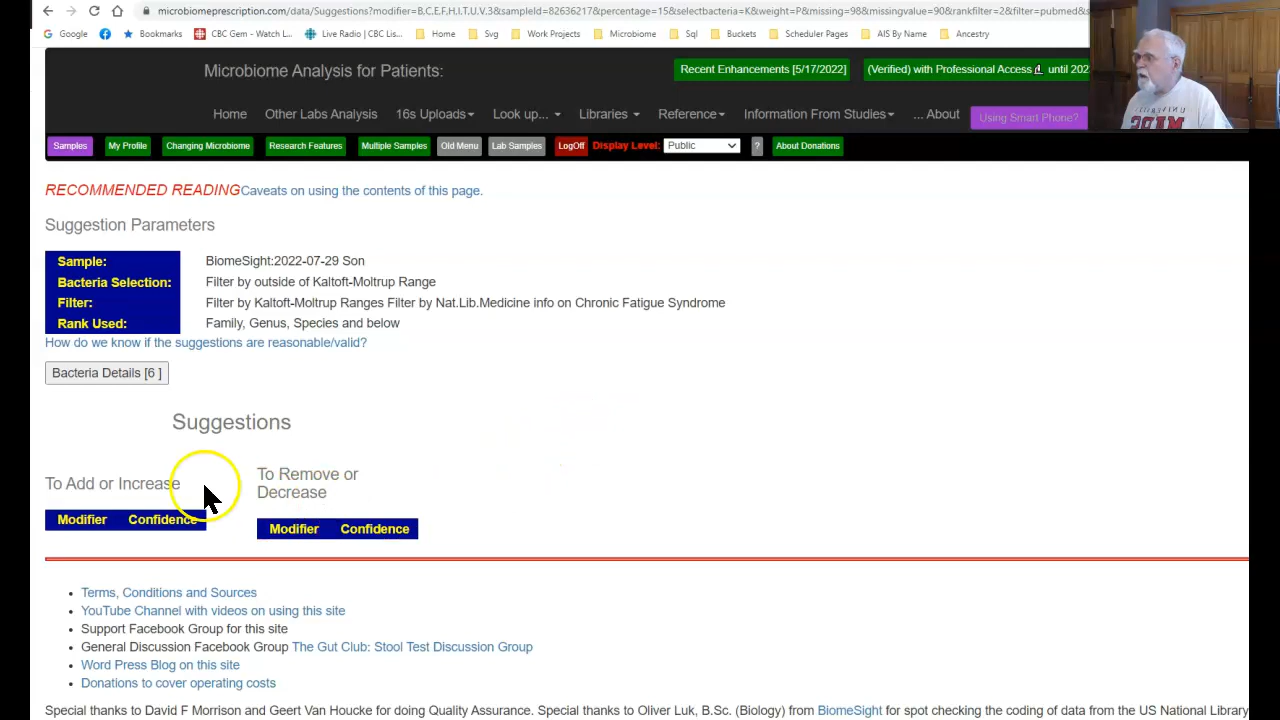 microbiomeprescription.com/data/Suggestions?modifier=B,C,E,F,H,I,T,U,V,3&sampleId=82636217&percentage=15&selectbacteria=K&weight=P&missing=98&missingvalue=90&rankfilter=2&filter=pubmed&s
Google Bookmarks CBC Gem - Watch L... Live Radio | CBC Lis... Home Svg Work Projects Microbiome Sql Buckets Scheduler Pages AIS By Name Ancestry
Microbiome Analysis for Patients: Recent Enhancements [5/17/2022] (Verified) with Professional Access until 202
Home Other Labs Analysis 16s Uploads Look up... Libraries Reference Information From Studies ... About Using Smart Phone?
Samples My Profile Changing Microbiome Research Features Multiple Samples Old Menu Lab Samples LogOff Display Level: Public ? About Donations
RECOMMENDED READING Caveats on using the contents of this page.
Suggestion Parameters
Sample: BiomeSight:2022-07-29 Son
Bacteria Selection: Filter by outside of Kaltoft-Moltrup Range
Filter: Filter by Kaltoft-Moltrup Ranges Filter by Nat.Lib.Medicine info on Chronic Fatigue Syndrome
Rank Used: Family, Genus, Species and below
How do we know if the suggestions are reasonable/valid?
Bacteria Details [6 ]
Suggestions
To Add or Increase
Modifier Confidence
To Remove or
Decrease
Modifier Confidence
• Terms, Conditions and Sources
• YouTube Channel with videos on using this site
• Support Facebook Group for this site
• General Discussion Facebook Group The Gut Club: Stool Test Discussion Group
• Word Press Blog on this site
• Donations to cover operating costs
Special thanks to David F Morrison and Geert Van Houcke for doing Quality Assurance. Special thanks to Oliver Luk, B.Sc. (Biology) from BiomeSight for spot checking the coding of data from the US National Library